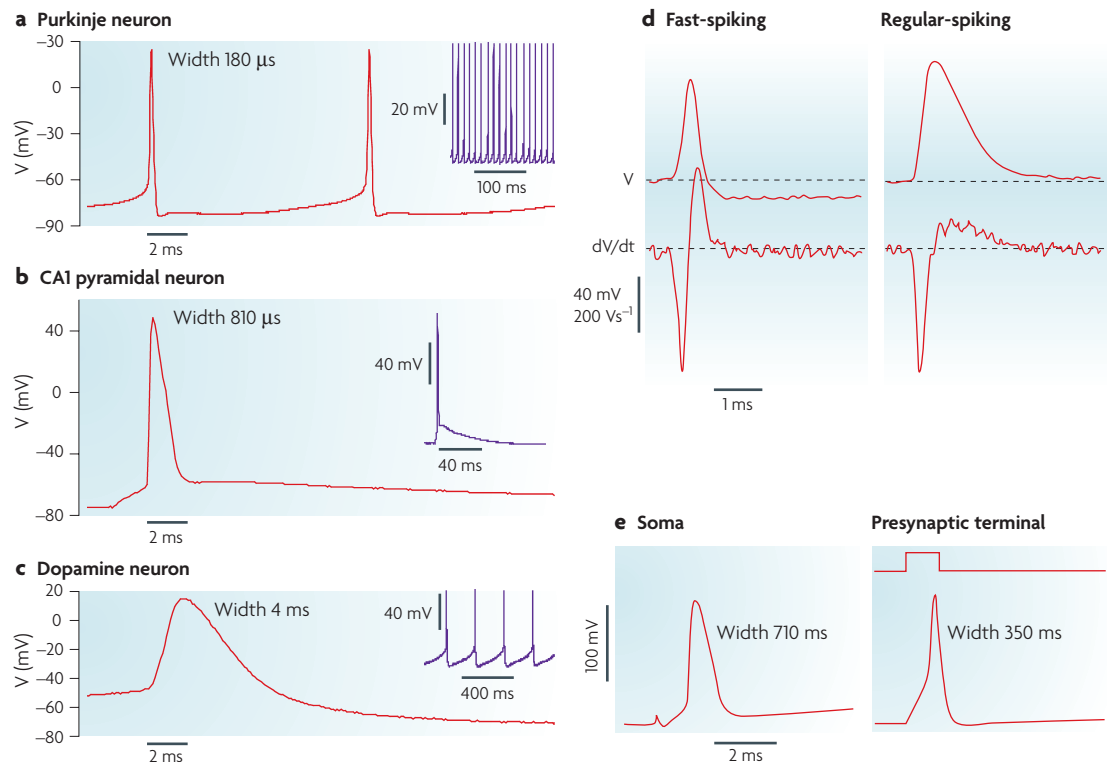 a Purkinje neuron
−30
0
−30
−60
−90
V (mV)
Width 180 μs
20 mV
100 ms
2 ms
b CA1 pyramidal neuron
40
0
−40
−80
V (mV)
Width 810 μs
40 mV
40 ms
2 ms
c Dopamine neuron
20
0
−20
−40
−60
−80
V (mV)
Width 4 ms
40 mV
400 ms
2 ms
d Fast-spiking
Regular-spiking
V
dV/dt
40 mV
200 Vs⁻¹
1 ms
e Soma
Presynaptic terminal
100 mV
Width 710 ms
Width 350 ms
2 ms